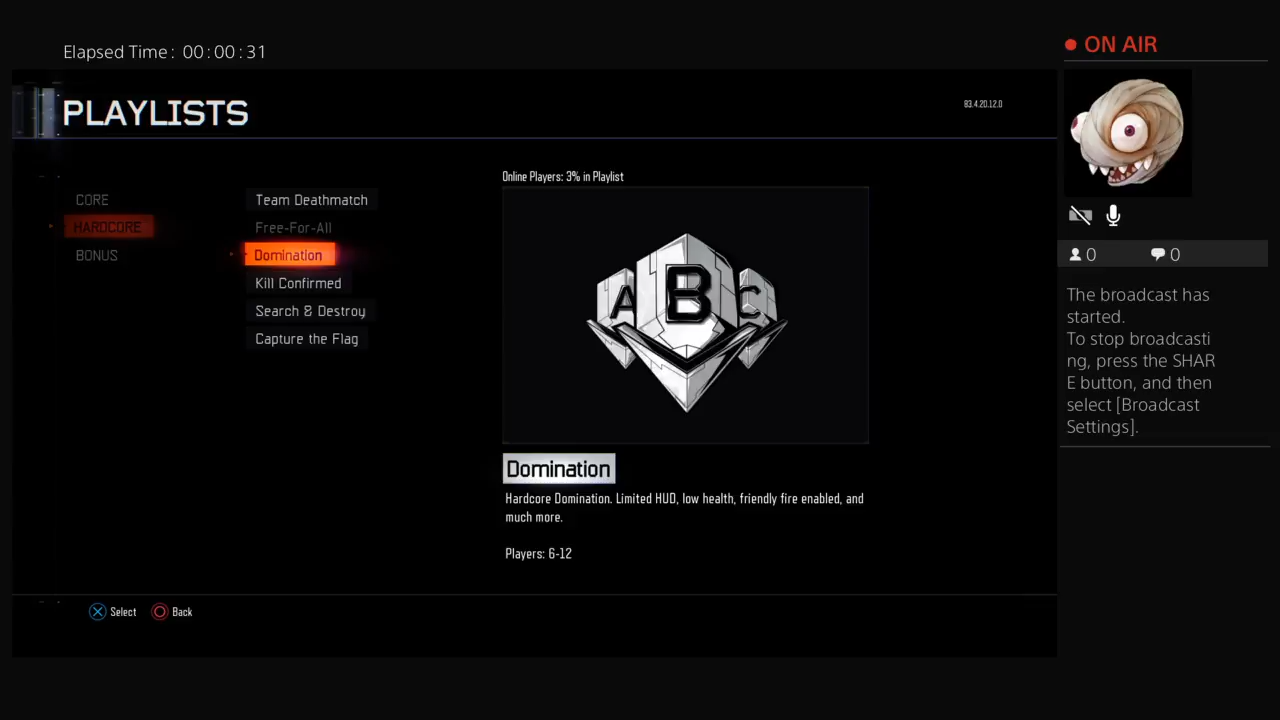 Elapsed Time: 00:00:31
ON AIR
PLAYLISTS
83.4.20.12.0
Online Players: 3% in Playlist
CORE
HARDCORE
BONUS
Team Deathmatch
Free-For-All
Domination
Kill Confirmed
Search & Destroy
Capture the Flag
A B C
Domination
Hardcore Domination. Limited HUD, low health, friendly fire enabled, and
much more.
Players: 6-12
Select
Back
0
0
The broadcast has
started.
To stop broadcasti
ng, press the SHAR
E button, and then
select [Broadcast
Settings].